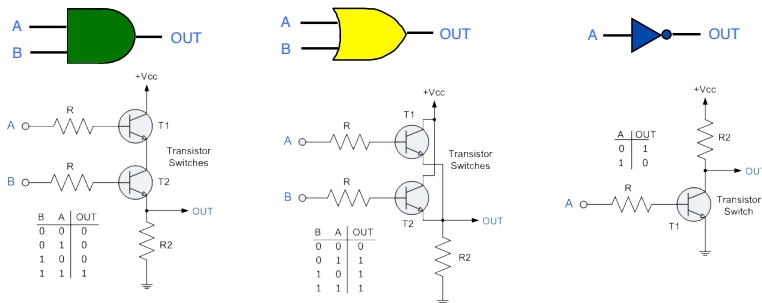 A
B
OUT
+Vcc
R
A
T1
Transistor
Switches
R
B
T2
OUT
R2
B A OUT
0 0 0
0 1 0
1 0 0
1 1 1
A
B
OUT
+Vcc
T1
R
A
Transistor
Switches
R
B
T2
OUT
R2
B A OUT
0 0 0
0 1 1
1 0 1
1 1 1
A
OUT
+Vcc
A OUT
0 1
1 0
R2
OU
R
A
Transistor
Switch
T1